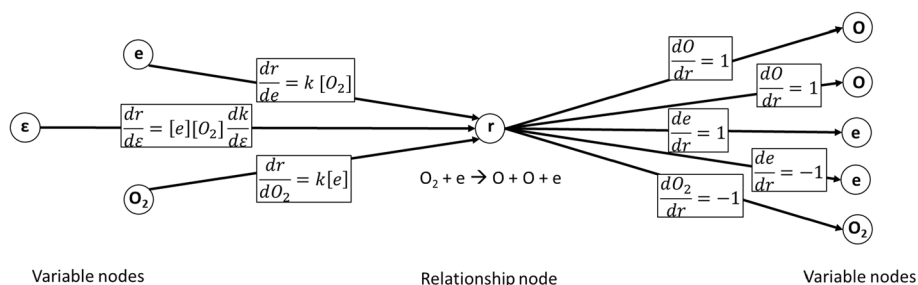 e
ε
O₂
dr/de = k [O₂]
dr/dε = [e][O₂] dk/dε
dr/dO₂ = k[e]
r
O₂ + e → O + O + e
dO/dr = 1
dO/dr = 1
de/dr = 1
de/dr = −1
dO₂/dr = −1
O
O
e
e
O₂
Variable nodes
Relationship node
Variable nodes